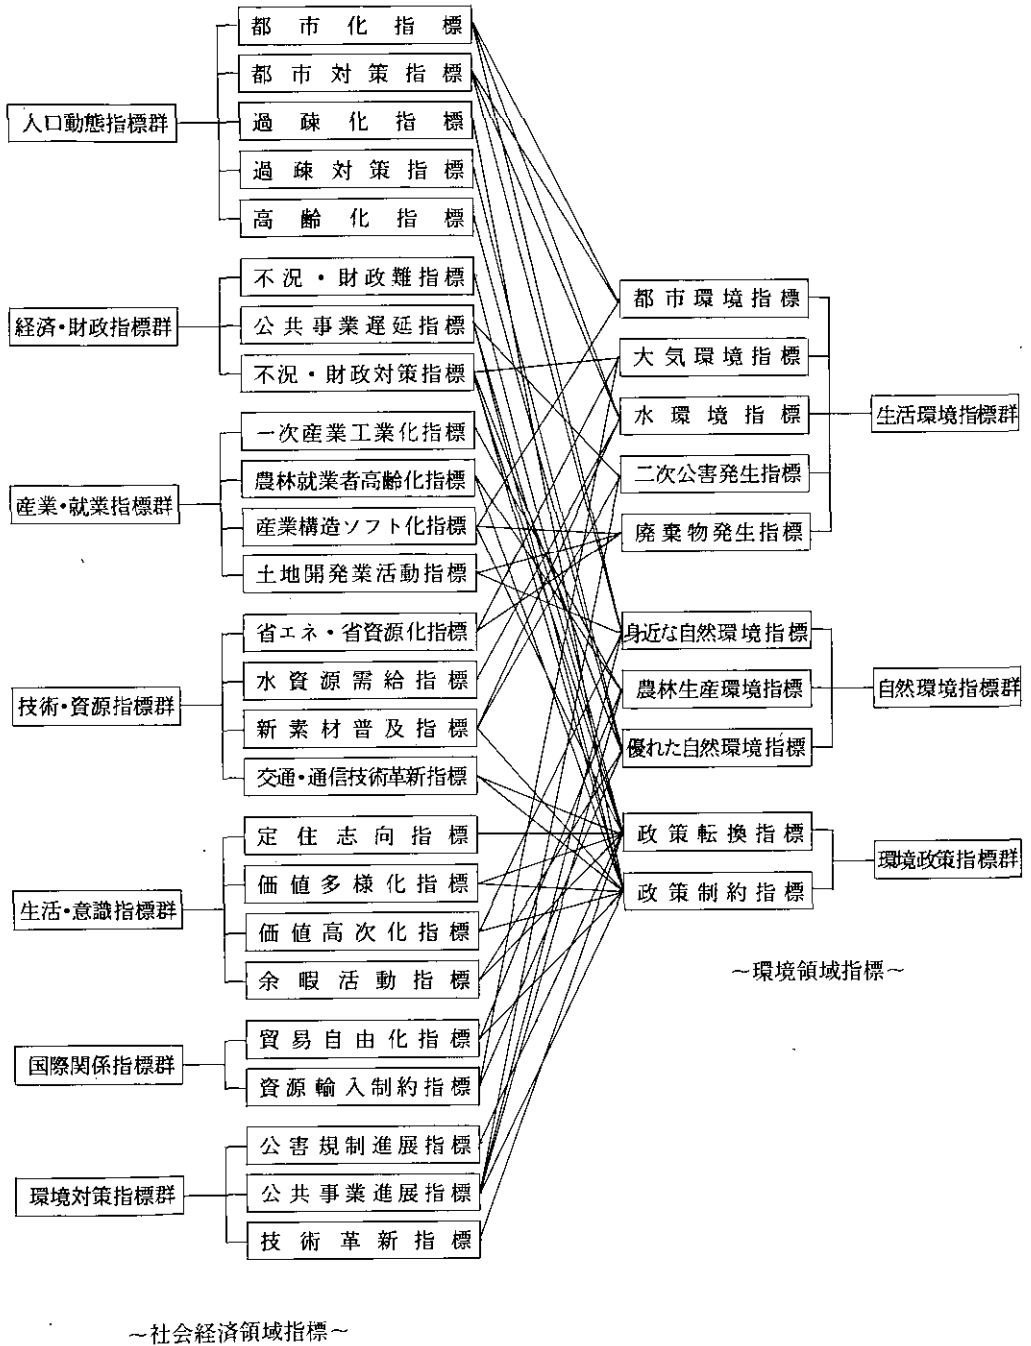 人口動態指標群
都市化指標
都市対策指標
過疎化指標
過疎対策指標
高齢化指標
経済・財政指標群
不況・財政難指標
公共事業遅延指標
不況・財政対策指標
産業・就業指標群
一次産業工業化指標
農林就業者高齢化指標
産業構造ソフト化指標
土地開発業活動指標
技術・資源指標群
省エネ・省資源化指標
水資源需給指標
新素材普及指標
交通・通信技術革新指標
生活・意識指標群
定住志向指標
価値多様化指標
価値高次化指標
余暇活動指標
国際関係指標群
貿易自由化指標
資源輸入制約指標
環境対策指標群
公害規制進展指標
公共事業進展指標
技術革新指標
～社会経済領域指標～
都市環境指標
大気環境指標
水環境指標
二次公害発生指標
廃棄物発生指標
生活環境指標群
身近な自然環境指標
農林生産環境指標
優れた自然環境指標
自然環境指標群
政策転換指標
政策制約指標
環境政策指標群
～環境領域指標～